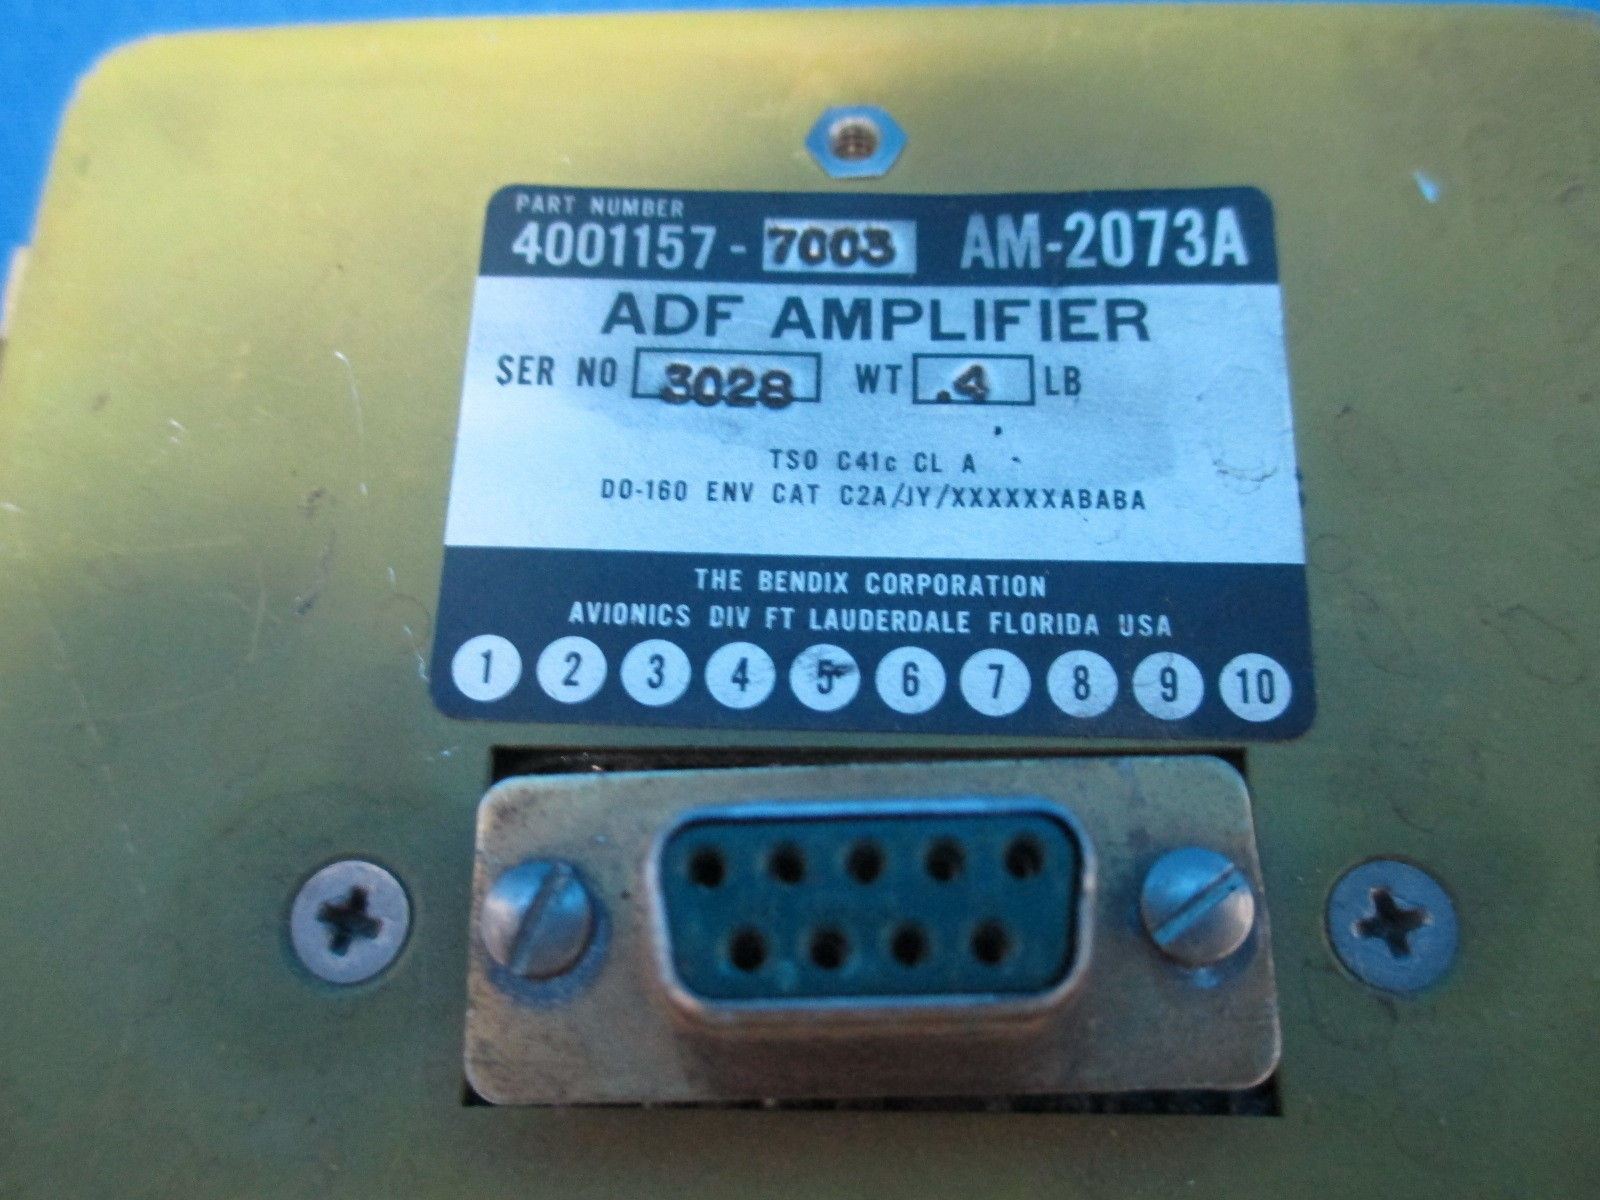 PART NUMBER
4001157-7003 AM-2073A
ADF AMPLIFIER
SER NO 3028 WT .4 LB
TSO C41c CL A
DO-160 ENV CAT C2A/JY/XXXXXXABABA
THE BENDIX CORPORATION
AVIONICS DIV FT LAUDERDALE FLORIDA USA
1 2 3 4 5 6 7 8 9 10